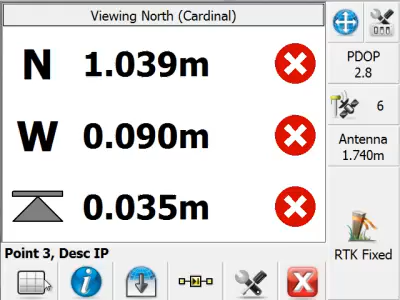 Viewing North (Cardinal)
N 1.039m
W 0.090m
0.035m
Point 3, Desc IP
PDOP
2.8
6
Antenna
1.740m
RTK Fixed